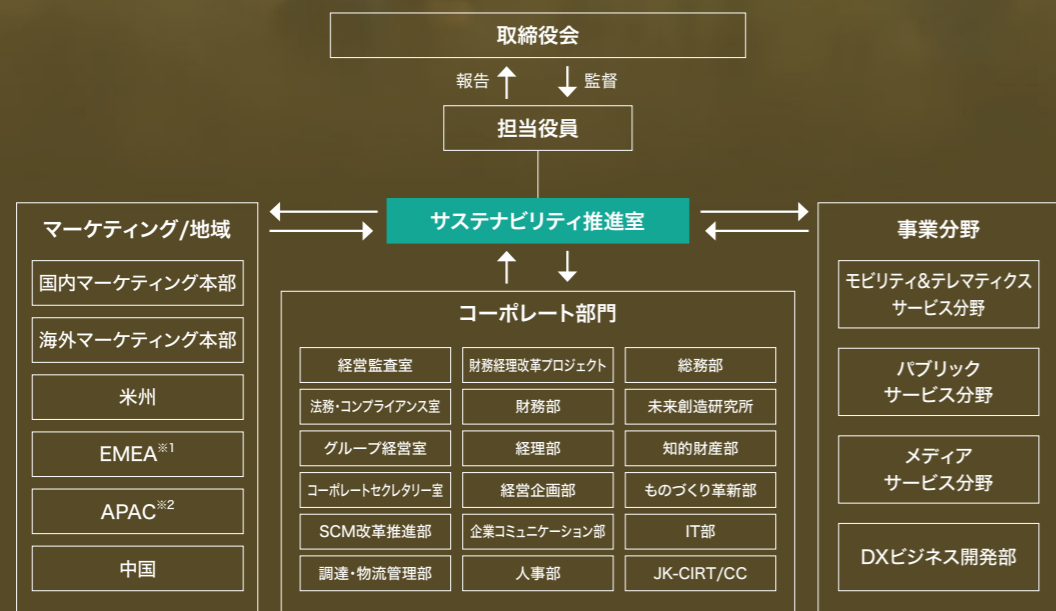 取締役会
報告
監督
担当役員
サステナビリティ推進室
マーケティング/地域
国内マーケティング本部
海外マーケティング本部
米州
EMEA※1
APAC※2
中国
コーポレート部門
経営監査室
財務経理改革プロジェクト
総務部
法務・コンプライアンス室
財務部
未来創造研究所
グループ経営室
経理部
知的財産部
コーポレートセクレタリー室
経営企画部
ものづくり革新部
SCM改革推進部
企業コミュニケーション部
IT部
調達・物流管理部
人事部
JK-CIRT/CC
事業分野
モビリティ&テレマティクス
サービス分野
パブリック
サービス分野
メディア
サービス分野
DXビジネス開発部